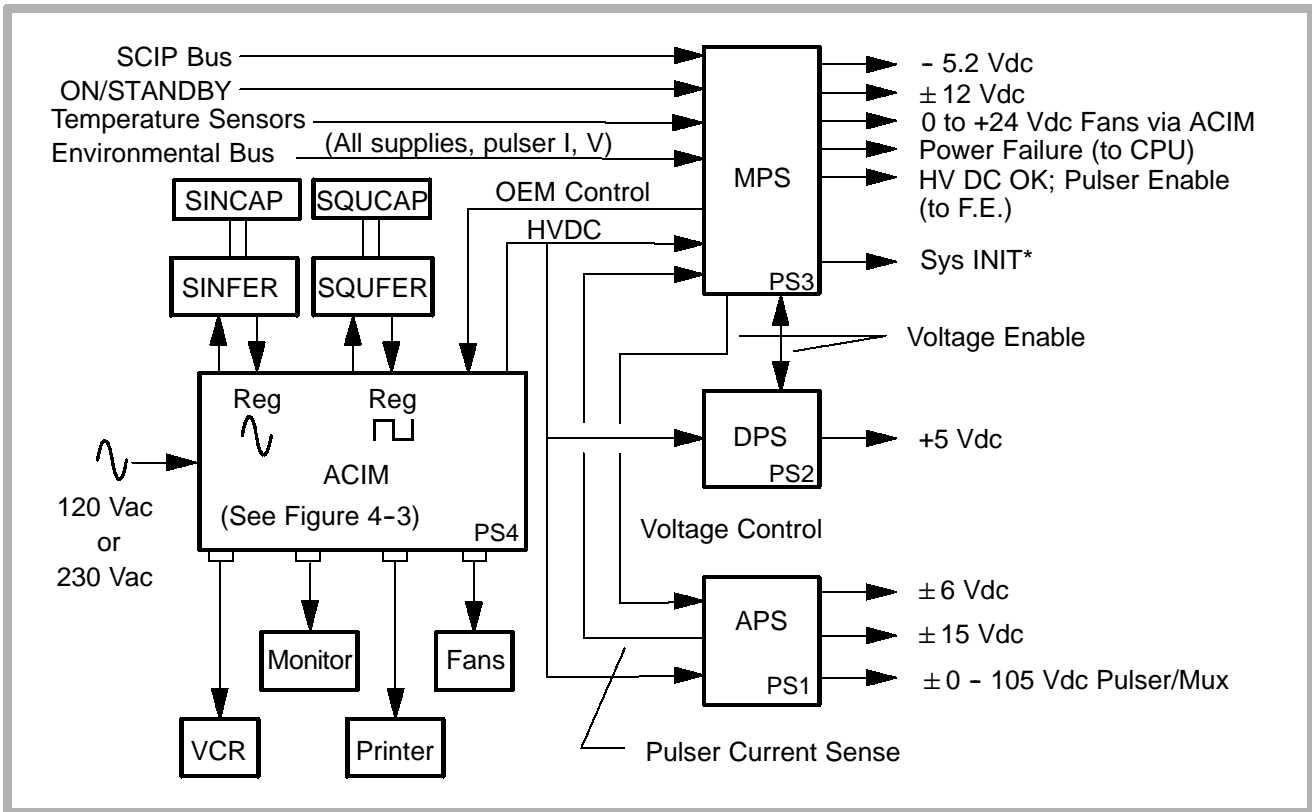 SCIP Bus
ON/STANDBY
Temperature Sensors
Environmental Bus
(All supplies, pulser I, V)
SINCAP
SQUCAP
SINFER
SQUFER
OEM Control
HVDC
MPS
PS3
- 5.2 Vdc
± 12 Vdc
0 to +24 Vdc Fans via ACIM
Power Failure (to CPU)
HV DC OK; Pulser Enable
(to F.E.)
Sys INIT*
Voltage Enable
Reg
Reg
ACIM
(See Figure 4-3)
PS4
120 Vac
or
230 Vac
DPS
PS2
+5 Vdc
Voltage Control
APS
PS1
± 6 Vdc
± 15 Vdc
± 0 - 105 Vdc Pulser/Mux
Monitor
Fans
VCR
Printer
Pulser Current Sense